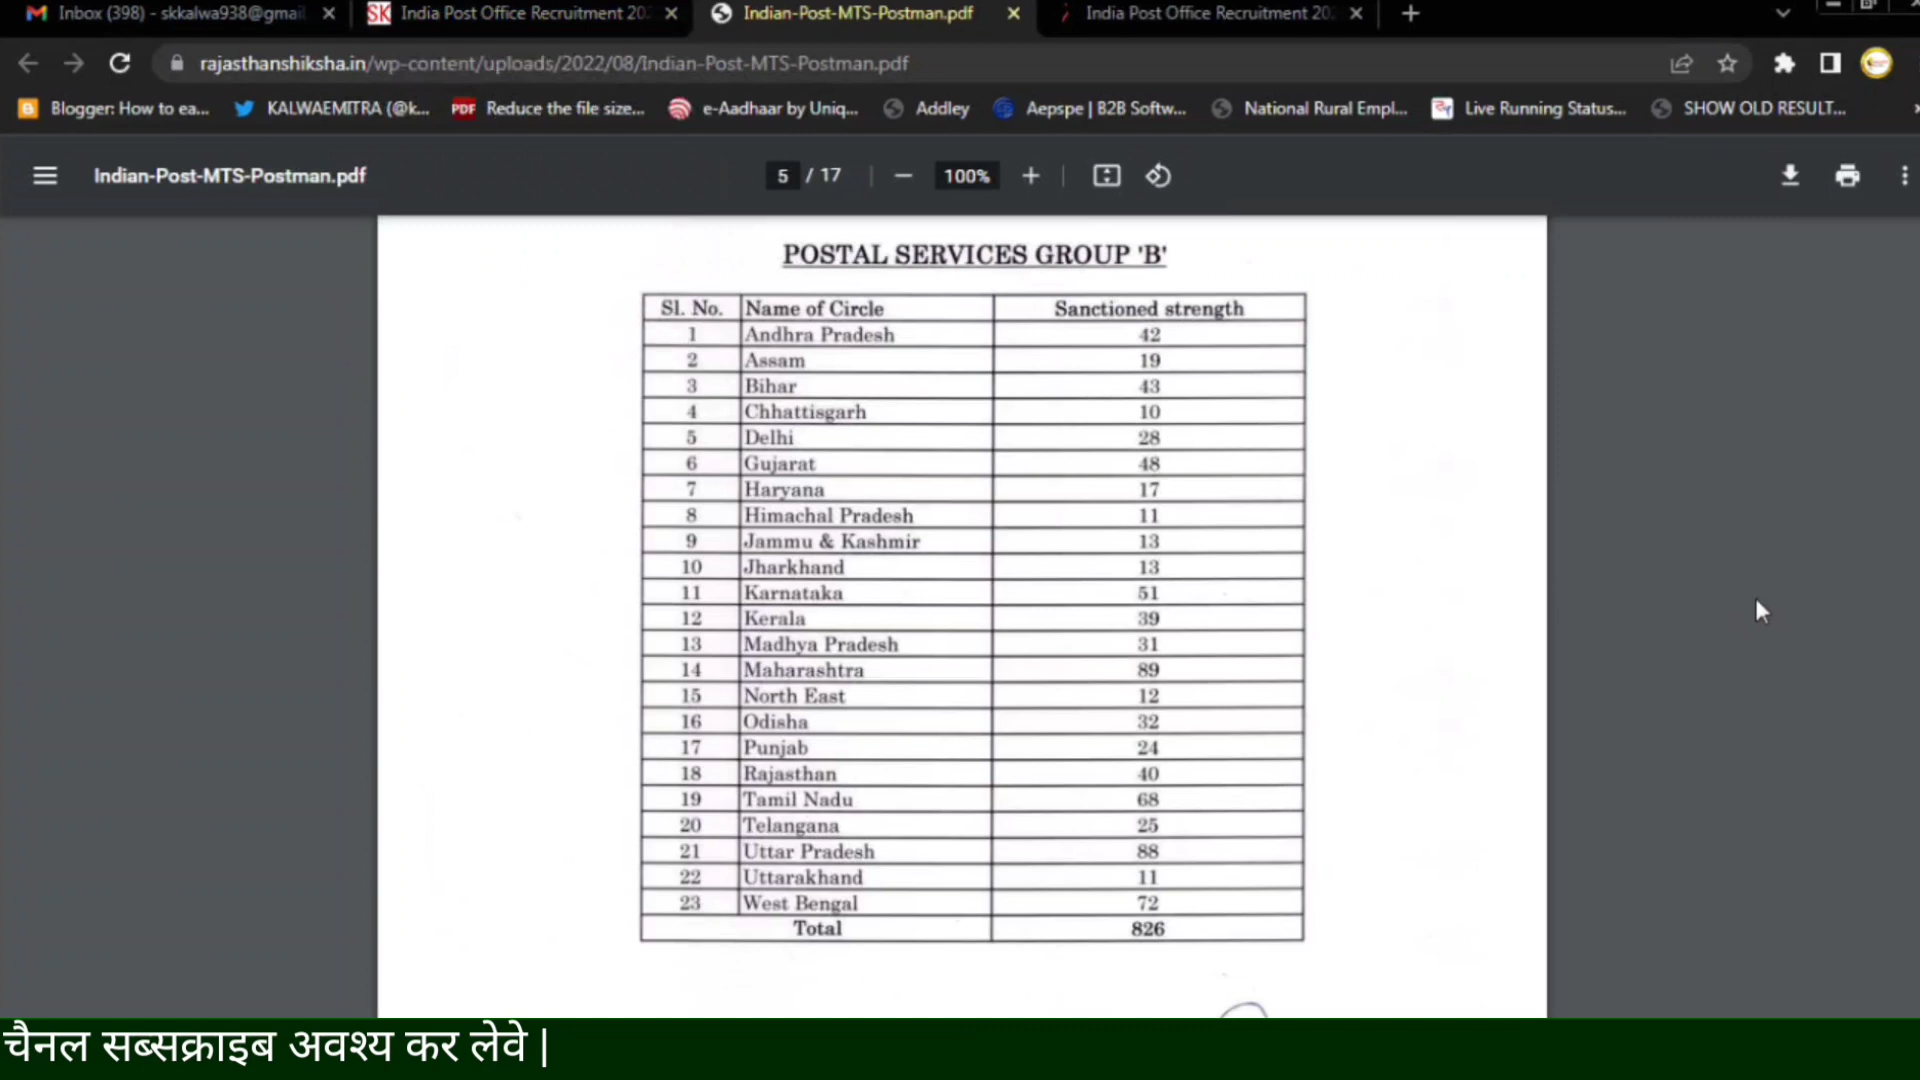 Inbox (398) - skkalwa938@gmai
India Post Office Recruitment 202
Indian-Post-MTS-Postman.pdf
India Post Office Recruitment 202
rajasthanshiksha.in/wp-content/uploads/2022/08/Indian-Post-MTS-Postman.pdf
Blogger: How to ea...
KALWAEMITRA (@k...
PDF Reduce the file size...
e-Aadhaar by Uniq...
Addley
Aepspe | B2B Softw...
National Rural Empl...
Live Running Status...
SHOW OLD RESULT...
Indian-Post-MTS-Postman.pdf
5 / 17
100%
POSTAL SERVICES GROUP 'B'
Sl. No. Name of Circle Sanctioned strength
1 Andhra Pradesh 42
2 Assam 19
3 Bihar 43
4 Chhattisgarh 10
5 Delhi 28
6 Gujarat 48
7 Haryana 17
8 Himachal Pradesh 11
9 Jammu & Kashmir 13
10 Jharkhand 13
11 Karnataka 51
12 Kerala 39
13 Madhya Pradesh 31
14 Maharashtra 89
15 North East 12
16 Odisha 32
17 Punjab 24
18 Rajasthan 40
19 Tamil Nadu 68
20 Telangana 25
21 Uttar Pradesh 88
22 Uttarakhand 11
23 West Bengal 72
Total 826
चैनल सब्सक्राइब अवश्य कर लेवे |